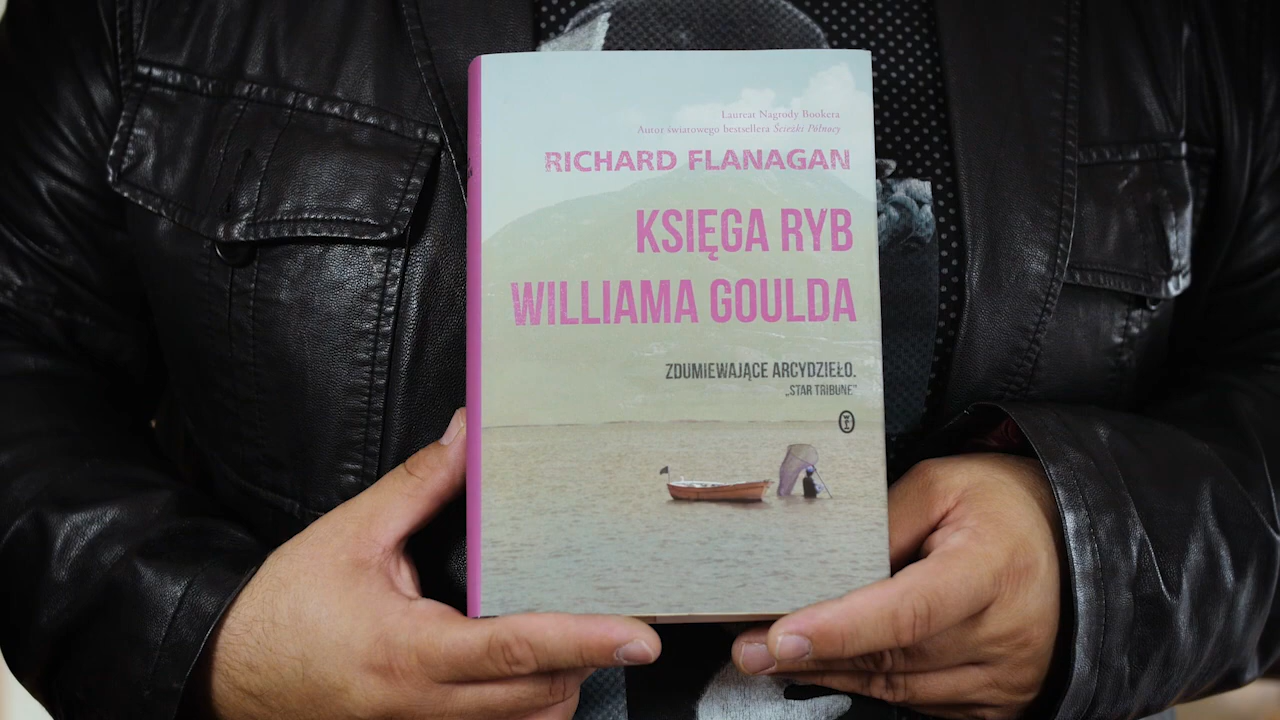 Laureat Nagrody Bookera
Autor światowego bestsellera Ścieżki Północy
RICHARD FLANAGAN
KSIĘGA RYB
WILLIAMA GOULDA
ZDUMIEWAJĄCE ARCYDZIEŁO.
„STAR TRIBUNE”